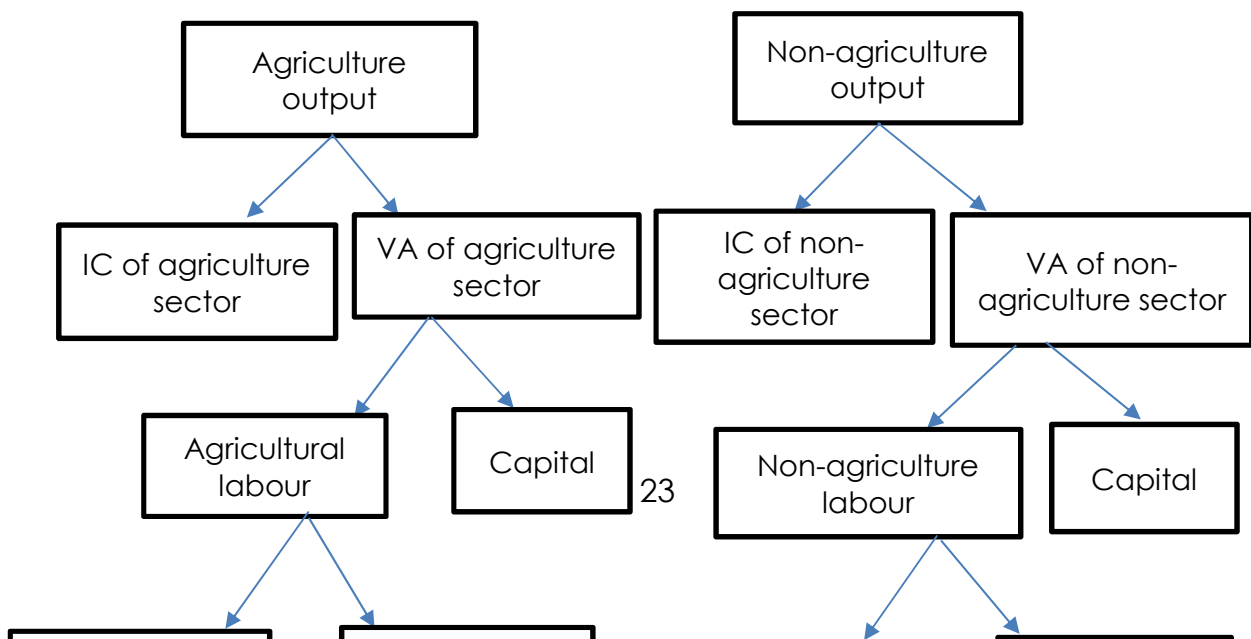 Agriculture
output
Non-agriculture
output
IC of agriculture
sector
VA of agriculture
sector
IC of non-
agriculture
sector
VA of non-
agriculture sector
Agricultural
labour
Capital
23
Non-agriculture
labour
Capital